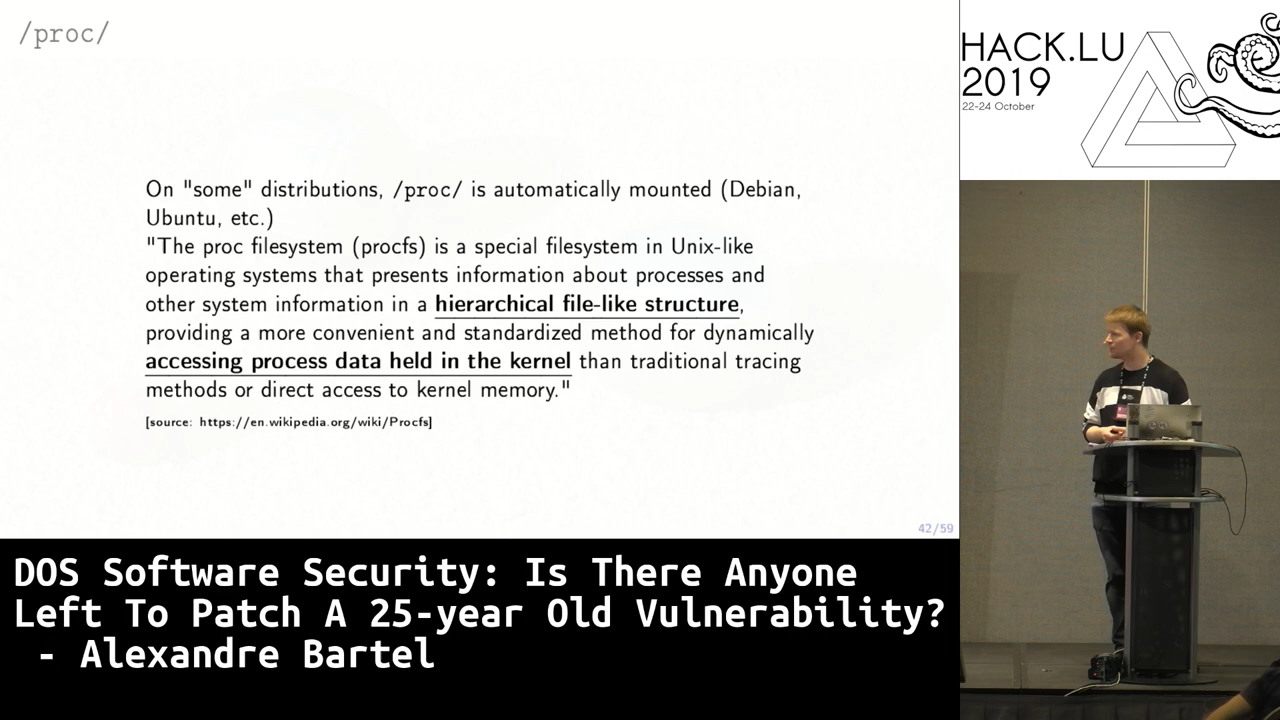 /proc/
On "some" distributions, /proc/ is automatically mounted (Debian,
Ubuntu, etc.)
"The proc filesystem (procfs) is a special filesystem in Unix-like
operating systems that presents information about processes and
other system information in a hierarchical file-like structure,
providing a more convenient and standardized method for dynamically
accessing process data held in the kernel than traditional tracing
methods or direct access to kernel memory."
[source: https://en.wikipedia.org/wiki/Procfs]
42/59
HACK.LU
2019
22-24 October
DOS Software Security: Is There Anyone
Left To Patch A 25-year Old Vulnerability?
- Alexandre Bartel